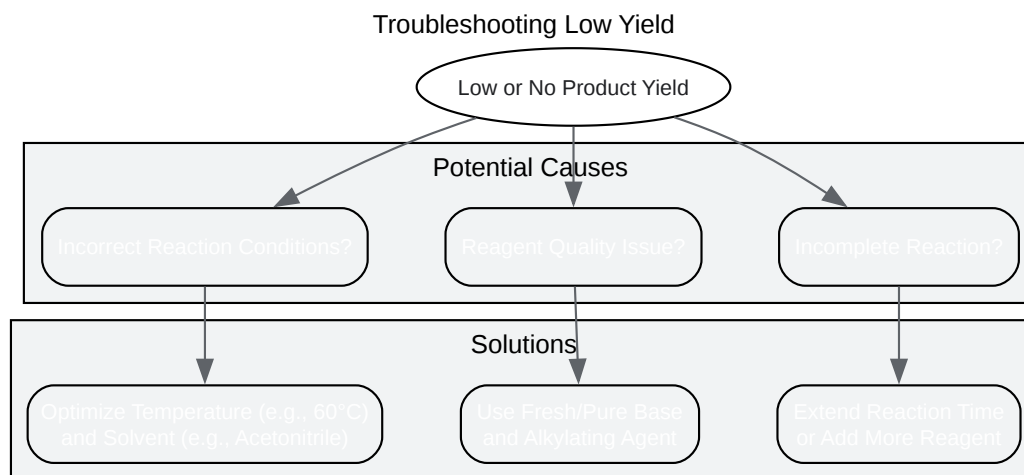 Troubleshooting Low Yield
Low or No Product Yield
Potential Causes
Incorrect Reaction Conditions?
Reagent Quality Issue?
Incomplete Reaction?
Solutions
Optimize Temperature (e.g., 60°C)
and Solvent (e.g., Acetonitrile)
Use Fresh/Pure Base
and Alkylating Agent
Extend Reaction Time
or Add More Reagent